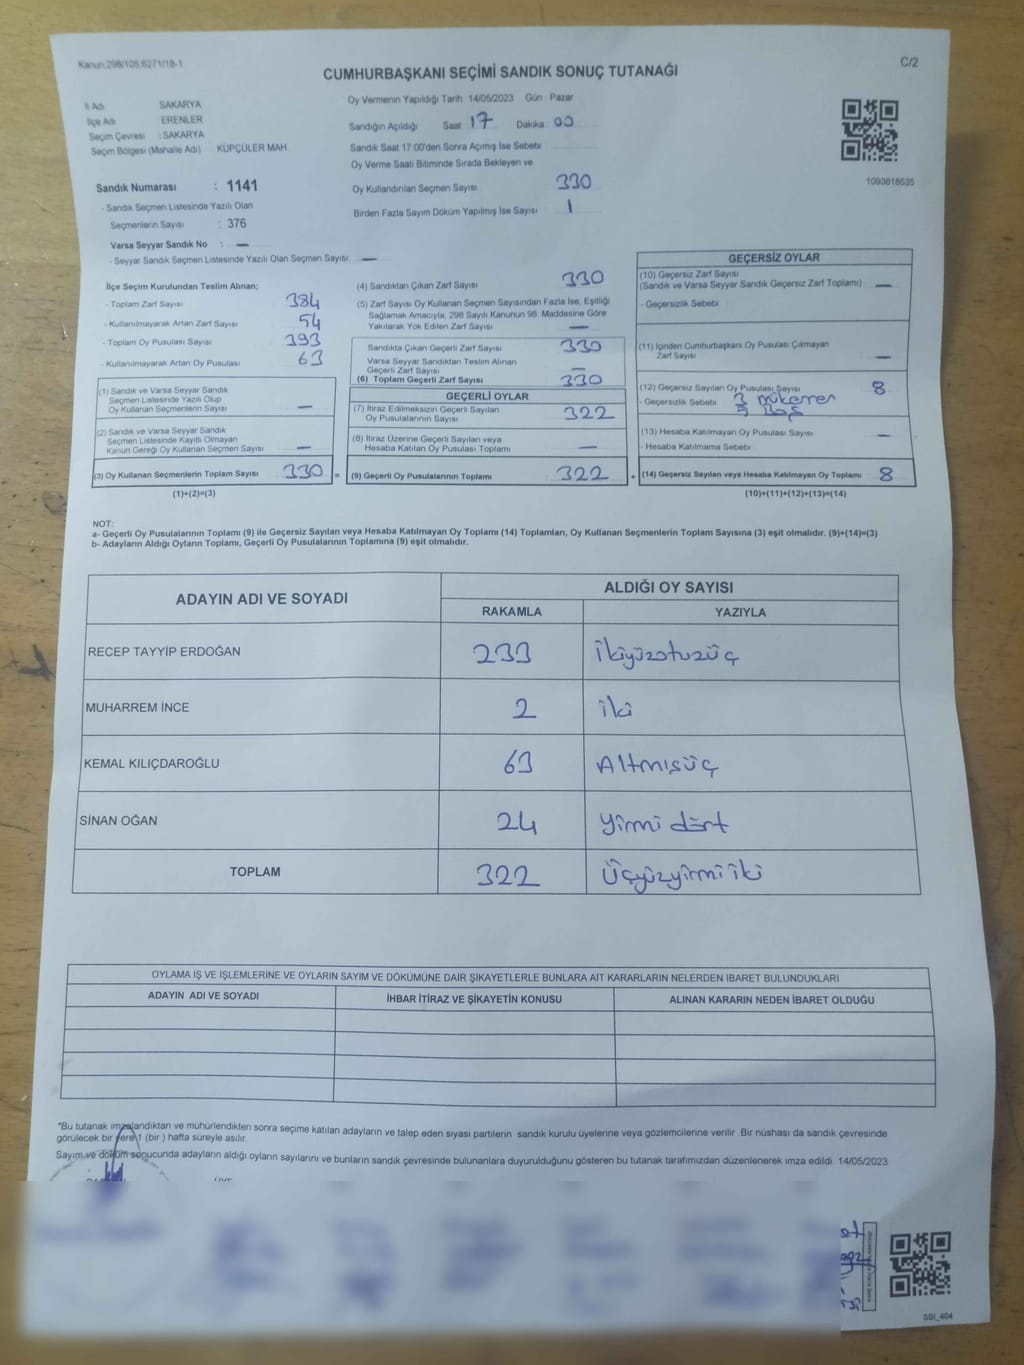 Kanun.298/105,6271/18-1
C/2
CUMHURBAŞKANI SEÇİMİ SANDIK SONUÇ TUTANAĞI
İl Adı SAKARYA
İlçe Adı ERENLER
Seçim Çevresi : SAKARYA
Seçim Bölgesi (Mahalle Adı) KÜPÇÜLER MAH
Sandık Numarası : 1141
- Sandık Seçmen Listesinde Yazılı Olan
Seçmenlerin Sayısı : 376
Varsa Seyyar Sandık No : —
- Seyyar Sandık Seçmen Listesinde Yazılı Olan Seçmen Sayısı: —
Oy Vermenin Yapıldığı Tarih :14/05/2023 Gün : Pazar
Sandığın Açıldığı Saat 17 Dakika 00
Sandık Saat 17:00'den Sonra Açılmış İse Sebebi
Oy Verme Saati Bitiminde Sırada Bekleyen ve
Oy Kullandırılan Seçmen Sayısı 330
Birden Fazla Sayım Döküm Yapılmış İse Sayısı : 1
1093818535
İlçe Seçim Kurulundan Teslim Alınan;
- Toplam Zarf Sayısı 384
- Kullanılmayarak Artan Zarf Sayısı 54
- Toplam Oy Pusulası Sayısı 393
- Kullanılmayarak Artan Oy Pusulası 63
(1) Sandık ve Varsa Seyyar Sandık
Seçmen Listesinde Yazılı Olup
Oy Kullanan Seçmenlerin Sayısı —
(2) Sandık ve Varsa Seyyar Sandık
Seçmen Listesinde Kayıtlı Olmayan
Kanun Gereği Oy Kullanan Seçmen Sayısı —
(3) Oy Kullanan Seçmenlerin Toplam Sayısı 330 =
(1)+(2)=(3)
(4) Sandıktan Çıkan Zarf Sayısı 330
(5) Zarf Sayısı Oy Kullanan Seçmen Sayısından Fazla İse, Eşitliği
Sağlamak Amacıyla, 298 Sayılı Kanunun 98. Maddesine Göre
Yakılarak Yok Edilen Zarf Sayısı —
Sandıkta Çıkan Geçerli Zarf Sayısı 330
Varsa Seyyar Sandıktan Teslim Alınan
Geçerli Zarf Sayısı —
(6) Toplam Geçerli Zarf Sayısı 330
GEÇERLİ OYLAR
(7) İtiraz Edilmeksizin Geçerli Sayılan
Oy Pusulalarının Sayısı 322
(8) İtiraz Üzerine Geçerli Sayılan veya
Hesaba Katılan Oy Pusulası Toplamı —
(9) Geçerli Oy Pusulalarının Toplamı 322 +
GEÇERSİZ OYLAR
(10) Geçersiz Zarf Sayısı
(Sandık ve Varsa Seyyar Sandık Geçersiz Zarf Toplamı) —
- Geçersizlik Sebebi
(11) İçinden Cumhurbaşkanı Oy Pusulası Çıkmayan
Zarf Sayısı —
(12) Geçersiz Sayılan Oy Pusulası Sayısı 8
- Geçersizlik Sebebi 3 mükerrer
5 Boş
(13) Hesaba Katılmayan Oy Pusulası Sayısı —
- Hesaba Katılmama Sebebi
(14) Geçersiz Sayılan veya Hesaba Katılmayan Oy Toplamı 8
(10)+(11)+(12)+(13)=(14)
NOT:
a- Geçerli Oy Pusulalarının Toplamı (9) ile Geçersiz Sayılan veya Hesaba Katılmayan Oy Toplamı (14) Toplamları, Oy Kullanan Seçmenlerin Toplam Sayısına (3) eşit olmalıdır. (9)+(14)=(3)
b- Adayların Aldığı Oyların Toplamı, Geçerli Oy Pusulalarının Toplamına (9) eşit olmalıdır.
ADAYIN ADI VE SOYADI ALDIĞI OY SAYISI
RAKAMLA YAZIYLA
RECEP TAYYİP ERDOĞAN 233 İkiyüzotuzüç
MUHARREM İNCE 2 İki
KEMAL KILIÇDAROĞLU 63 Altmışüç
SİNAN OĞAN 24 Yirmi dört
TOPLAM 322 Üçyüzyirmi iki
OYLAMA İŞ VE İŞLEMLERİNE VE OYLARIN SAYIM VE DÖKÜMÜNE DAİR ŞİKAYETLERLE BUNLARA AİT KARARLARIN NELERDEN İBARET BULUNDUKLARI
ADAYIN ADI VE SOYADI İHBAR İTİRAZ VE ŞİKAYETİN KONUSU ALINAN KARARIN NEDEN İBARET OLDUĞU
*Bu tutanak imzalandıktan ve mühürlendikten sonra seçime katılan adayların ve talep eden siyasi partilerin sandık kurulu üyelerine veya gözlemcilerine verilir .Bir nüshası da sandık çevresinde
görülecek bir yere 1 (bir ) hafta süreyle asılır.
Sayım ve döküm sonucunda adayların aldığı oyların sayılarını ve bunların sandık çevresinde bulunanlara duyurulduğunu gösteren bu tutanak tarafımızdan düzenlenerek imza edildi. 14/05/2023
SSI_404